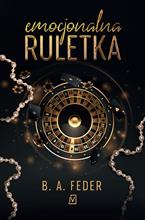 emocjonalna
RULETKA
B. A. FEDER